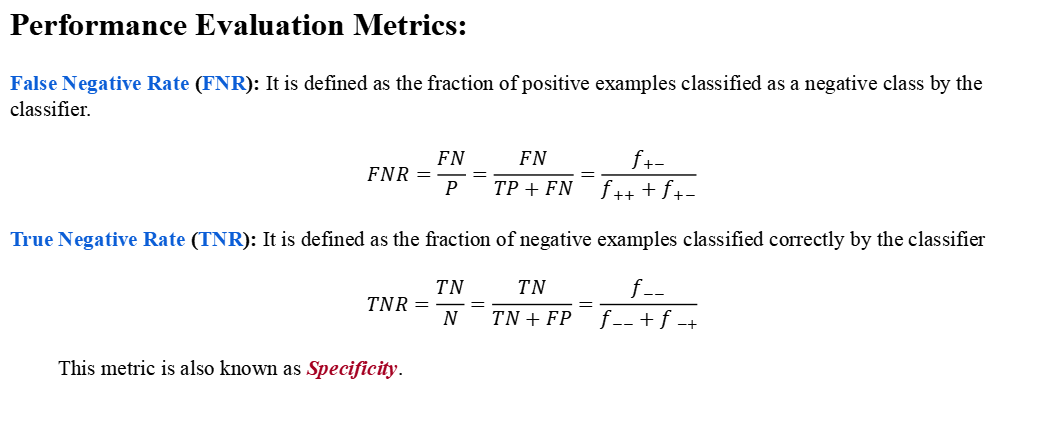 Performance Evaluation Metrics:
False Negative Rate (FNR): It is defined as the fraction of positive examples classified as a negative class by the
classifier.
FNR = FN/P = FN/(TP + FN) = f₊₋/(f₊₊ + f₊₋)
True Negative Rate (TNR): It is defined as the fraction of negative examples classified correctly by the classifier
TNR = TN/N = TN/(TN + FP) = f₋₋/(f₋₋ + f₋₊)
This metric is also known as Specificity.